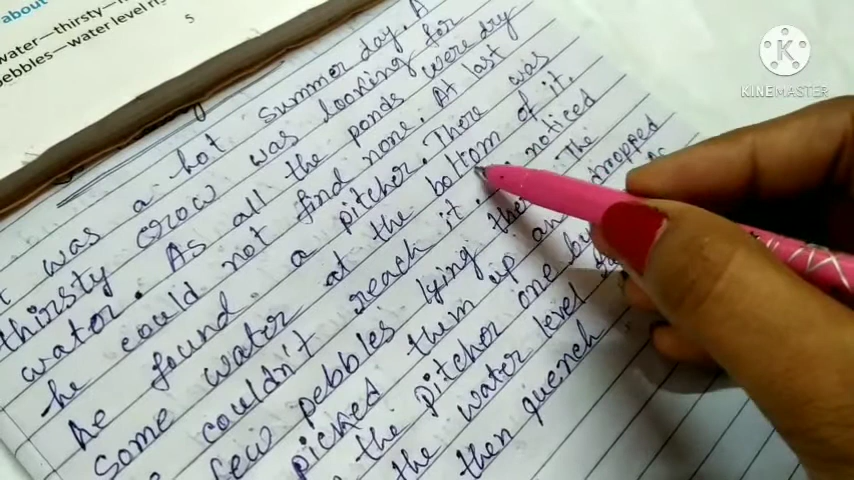 about
water—thirsty—
pebbles—water level ri
5
KINEMASTER
It was a hot summer day. A
thirsty crow was looking for
water. As all the ponds were dry
he could not find none. At last
he found a pitcher. There was
some water at the bottom of it.
couldn't reach it. noticed
few pebbles lying the The
picked them up and dropped
the pitcher one by
the water level
then quench